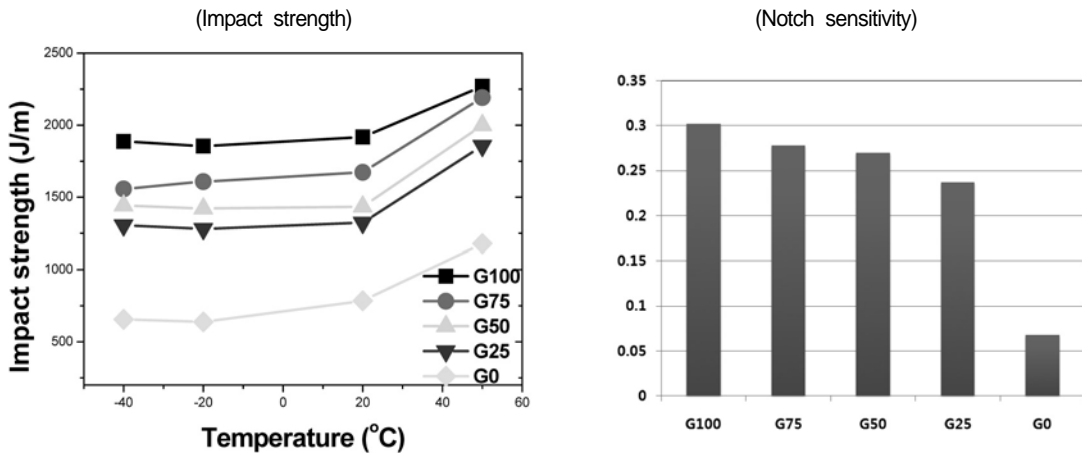 (Impact strength)
(Notch sensitivity)
Impact strength (J/m)
2500
2000
1500
1000
500
-40
-20
0
20
40
60
Temperature (°C)
G100
G75
G50
G25
G0
0.35
0.3
0.25
0.2
0.15
0.1
0.05
0
G100
G75
G50
G25
G0